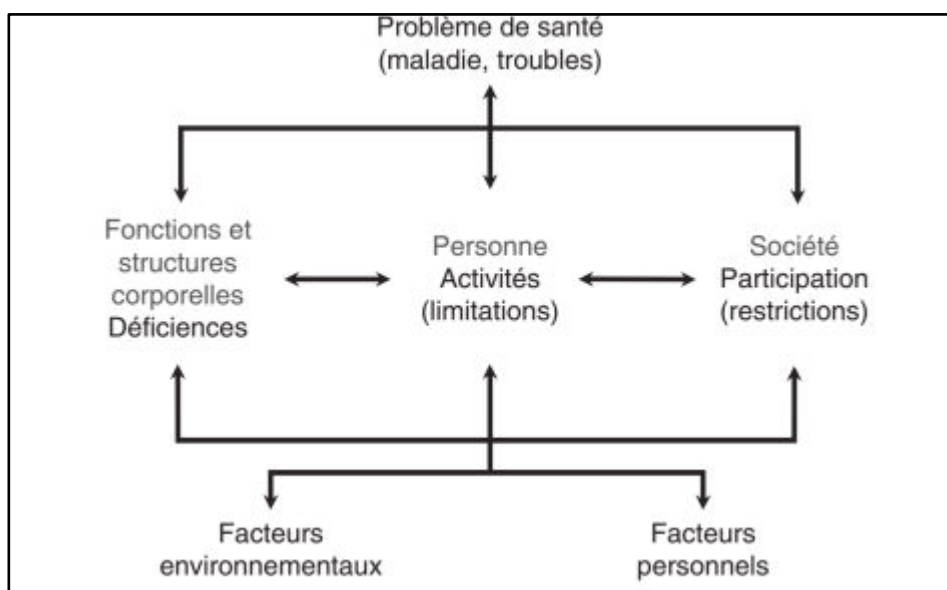 Problème de santé
(maladie, troubles)
Fonctions et
structures
corporelles
Déficiences
Personne
Activités
(limitations)
Société
Participation
(restrictions)
Facteurs
environnementaux
Facteurs
personnels